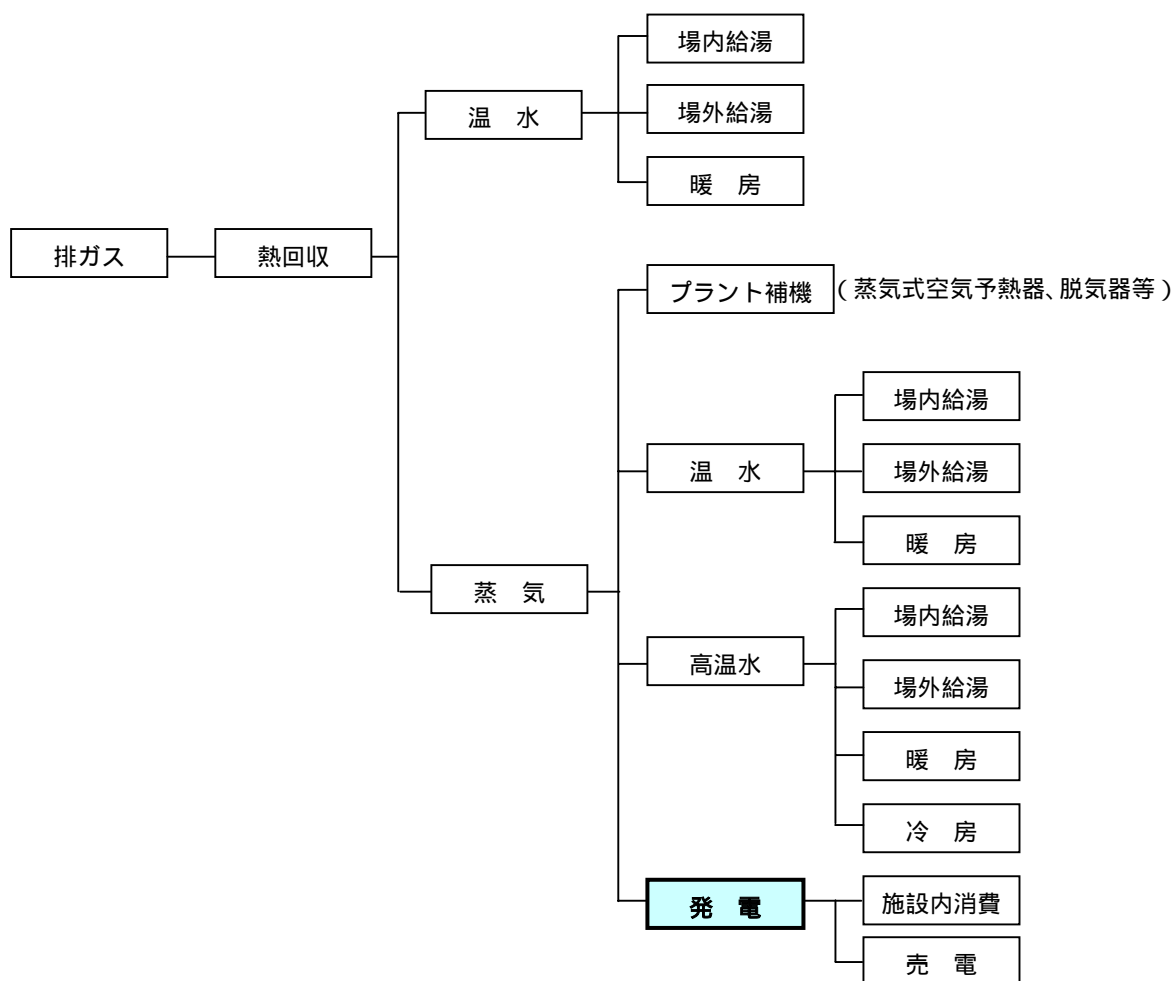 場内給湯
温　水
場外給湯
暖　房
排ガス
熱回収
プラント補機
(蒸気式空気予熱器、脱気器等)
場内給湯
温　水
場外給湯
暖　房
蒸　気
場内給湯
高温水
場外給湯
暖　房
冷　房
発　電
施設内消費
売　電